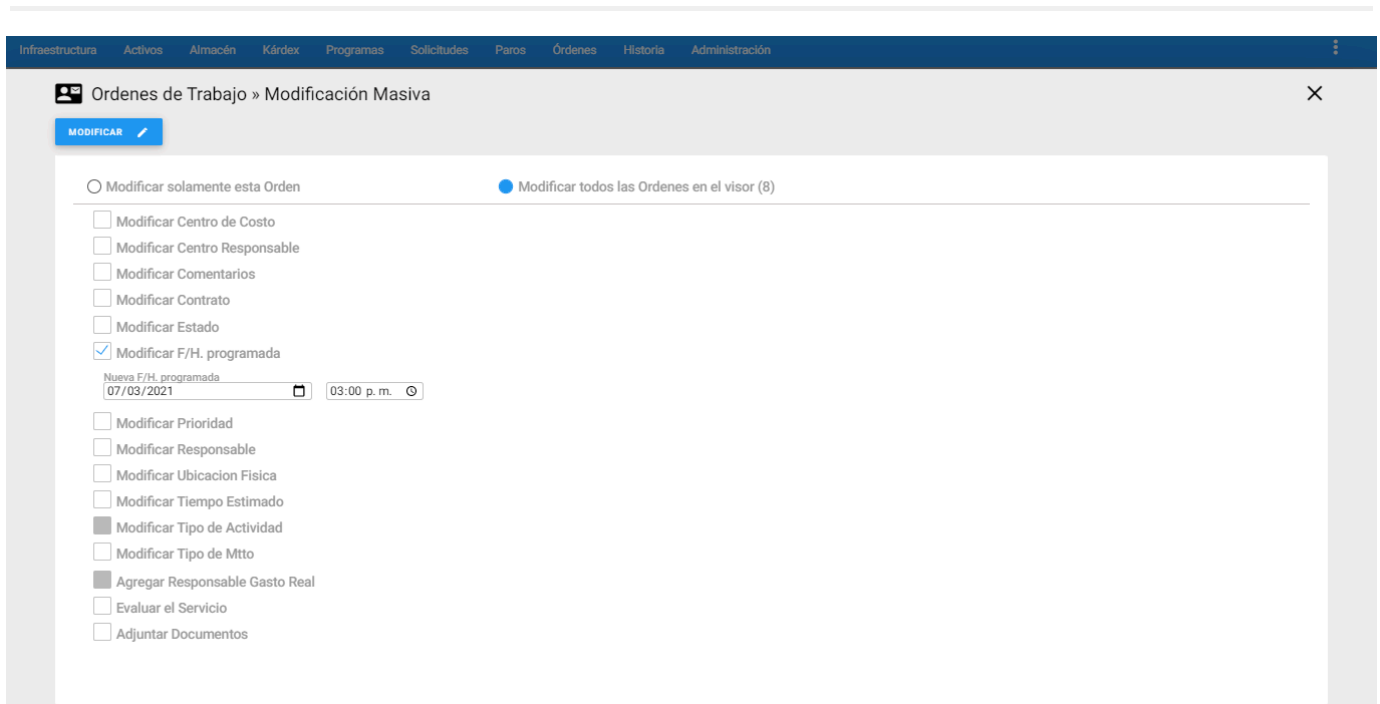 Infraestructura Activos Almacén Kárdex Programas Solicitudes Paros Órdenes Historia Administración
Ordenes de Trabajo » Modificación Masiva
MODIFICAR
Modificar solamente esta Orden Modificar todos las Ordenes en el visor (8)
Modificar Centro de Costo
Modificar Centro Responsable
Modificar Comentarios
Modificar Contrato
Modificar Estado
Modificar F/H. programada
Nueva F/H. programada
07/03/2021 03:00 p. m.
Modificar Prioridad
Modificar Responsable
Modificar Ubicacion Fisica
Modificar Tiempo Estimado
Modificar Tipo de Actividad
Modificar Tipo de Mtto
Agregar Responsable Gasto Real
Evaluar el Servicio
Adjuntar Documentos